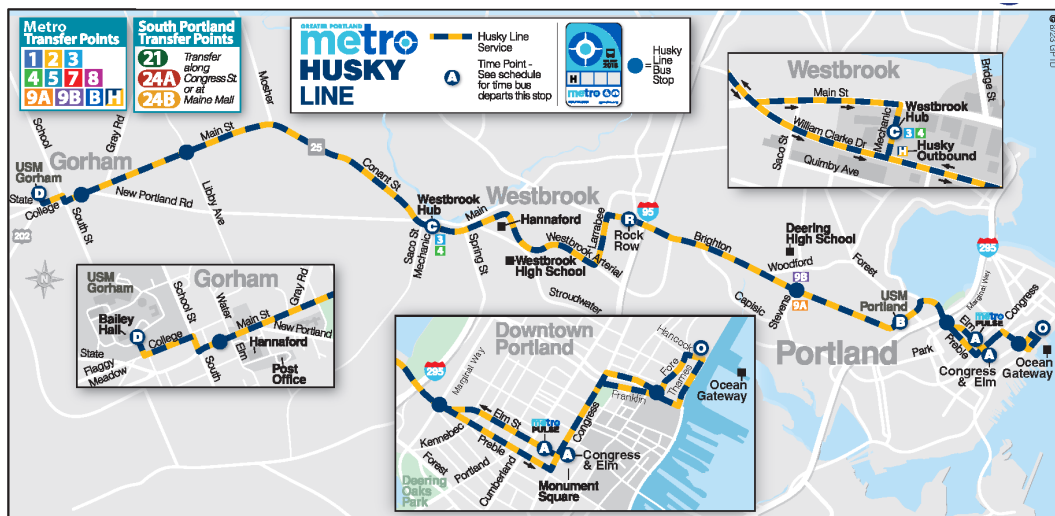 Metro
Transfer Points
1 2 3
4 5 7 8
9A 9B B H
South Portland
Transfer Points
21
24A
24B
Transfer
along
Congress St
or at
Maine Mall
GREATER PORTLAND
metro
HUSKY
LINE
Husky Line
Service
A
Time Point -
See schedule
for time bus
departs this stop
H
metro
= Husky
Line
Bus
Stop
Westbrook
Main St
Bridge St
Mechanic
Westbrook
Hub
C 3 4
H Husky
Outbound
William Clarke Dr
Saco St
Quimby Ave
School
Gray Rd
Mosher
Main St
Gorham
USM
Gorham
D
State
College
202
South St
New Portland Rd
Libby Ave
25
Conant St
Westbrook
Westbrook
Hub
C
3
4
Saco St
Mechanic
Main
Spring St
Hannaford
Westbrook Arterial
Westbrook
High School
Larrabee
Stroudwater
95
R
Rock
Row
Brighton
Deering
High School
Woodford
9B
9A
Capisic
Stevens
Forest
USM
Portland
B
Portland
295
Marginal Way
Congress
metro
PULSE
Elm
Preble
Park
A
A
Congress
& Elm
O
Ocean
Gateway
N
USM
Gorham
Gorham
Bailey
Hall
D
School St
Water
Gray Rd
Main St
New Portland
College
State
Flaggy
Meadow
South
Elm
Hannaford
Post
Office
Downtown
Portland
295
Marginal Way
Hancock
O
Fore
Thames
Franklin
Ocean
Gateway
Elm St
Congress
metro
PULSE
A
A
Congress
& Elm
Monument
Square
Kennebec
Preble
Forest
Portland
Cumberland
Deering
Oaks
Park